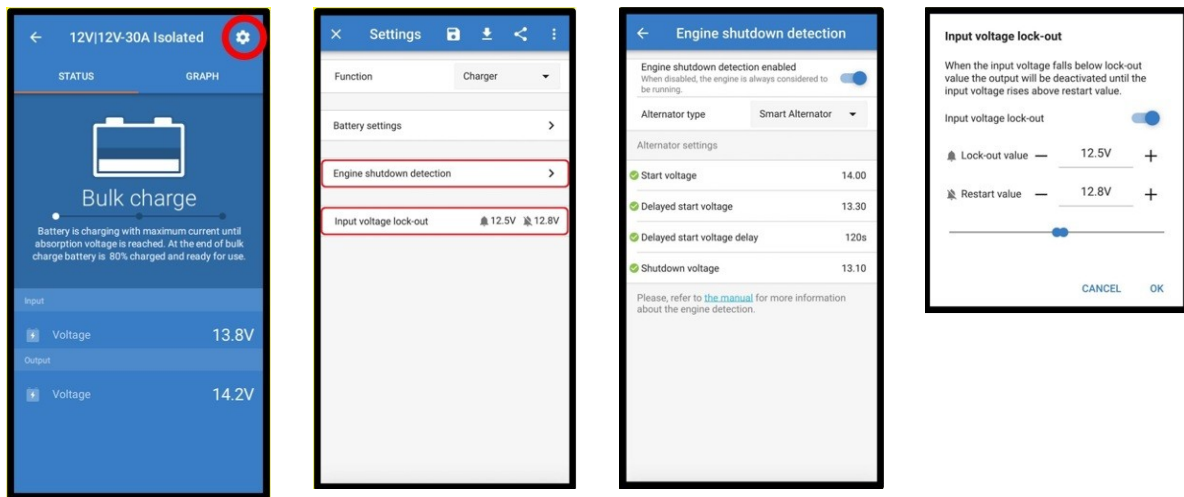 12V|12V-30A Isolated
STATUS GRAPH
Bulk charge
Battery is charging with maximum current until
absorption voltage is reached. At the end of bulk
charge battery is 80% charged and ready for use.
Input
Voltage 13.8V
Output
Voltage 14.2V
Settings
Function Charger
Battery settings
Engine shutdown detection
Input voltage lock-out 12.5V 12.8V
Engine shutdown detection
Engine shutdown detection enabled
When disabled, the engine is always considered to
be running.
Alternator type Smart Alternator
Alternator settings
Start voltage 14.00
Delayed start voltage 13.30
Delayed start voltage delay 120s
Shutdown voltage 13.10
Please, refer to the manual for more information
about the engine detection.
Input voltage lock-out
When the input voltage falls below lock-out
value the output will be deactivated until the
input voltage rises above restart value.
Input voltage lock-out
Lock-out value — 12.5V +
Restart value — 12.8V +
CANCEL OK